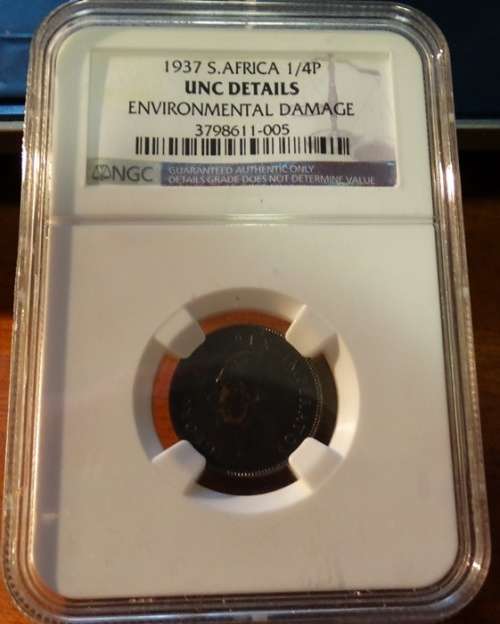 1937 S.AFRICA 1/4P
UNC DETAILS
ENVIRONMENTAL DAMAGE
3798611-005
NGC
GUARANTEED AUTHENTIC ONLY
DETAILS GRADE DOES NOT DETERMINE VALUE